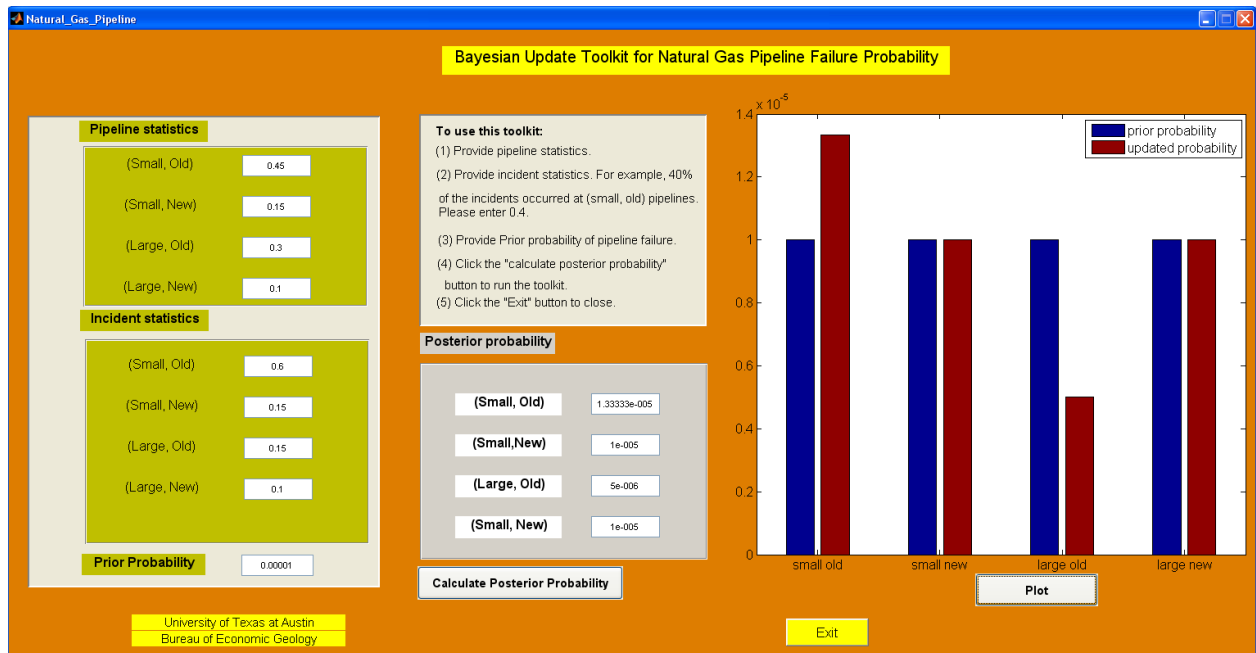 Natural_Gas_Pipeline
Bayesian Update Toolkit for Natural Gas Pipeline Failure Probability
Pipeline statistics
(Small, Old) 0.45
(Small, New) 0.15
(Large, Old) 0.3
(Large, New) 0.1
Incident statistics
(Small, Old) 0.6
(Small, New) 0.15
(Large, Old) 0.15
(Large, New) 0.1
Prior Probability 0.00001
University of Texas at Austin
Bureau of Economic Geology
To use this toolkit:
(1) Provide pipeline statistics.
(2) Provide incident statistics. For example, 40%
of the incidents occurred at (small, old) pipelines.
Please enter 0.4.
(3) Provide Prior probability of pipeline failure.
(4) Click the "calculate posterior probability"
button to run the toolkit.
(5) Click the "Exit" button to close.
Posterior probability
(Small, Old) 1.33333e-005
(Small,New) 1e-005
(Large, Old) 5e-006
(Small, New) 1e-005
Calculate Posterior Probability
x 10^-5
1.4
1.2
1
0.8
0.6
0.4
0.2
0
prior probability
updated probability
small old small new large old large new
Plot
Exit